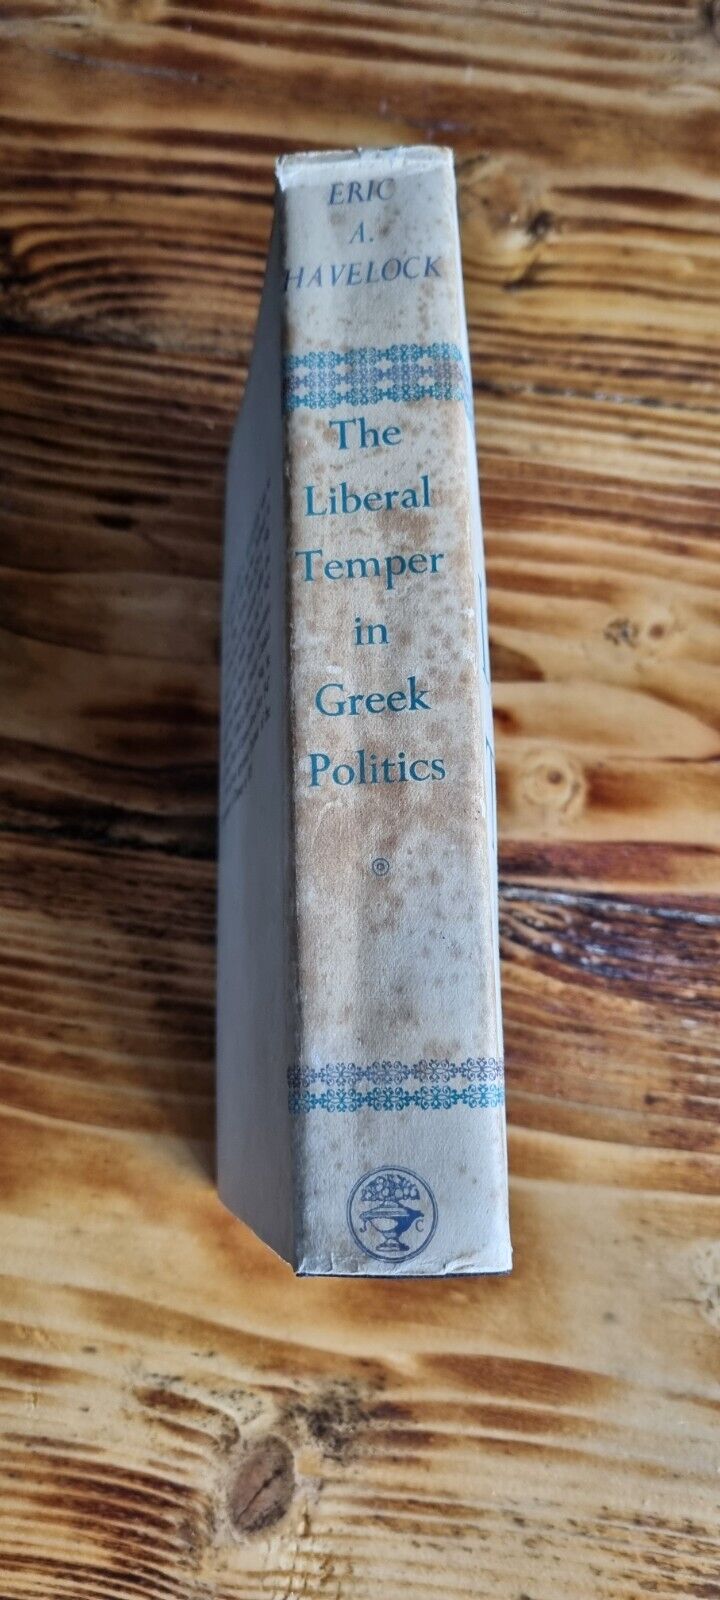 ERIC
A.
HAVELOCK
The
Liberal
Temper
in
Greek
Politics
J C